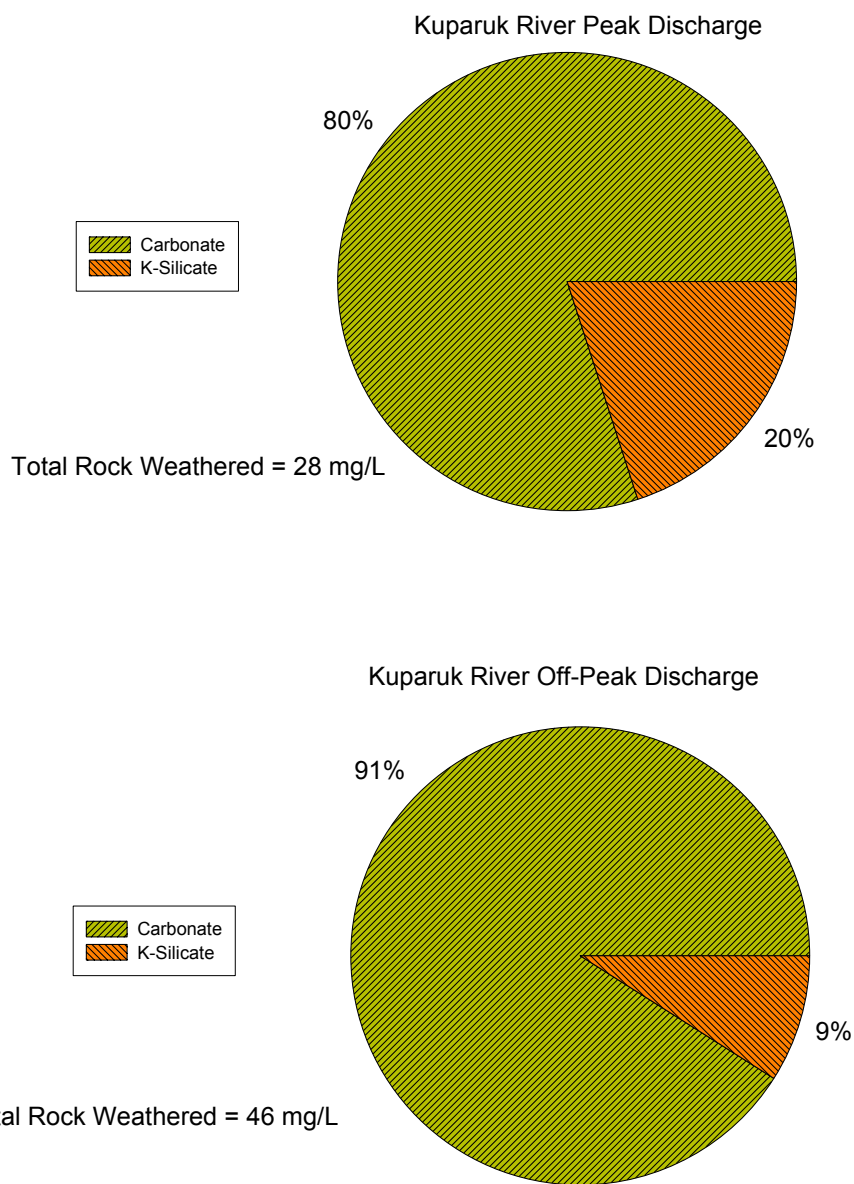 Kuparuk River Peak Discharge
80%
Carbonate
K-Silicate
20%
Total Rock Weathered = 28 mg/L
Kuparuk River Off-Peak Discharge
91%
Carbonate
K-Silicate
9%
tal Rock Weathered = 46 mg/L